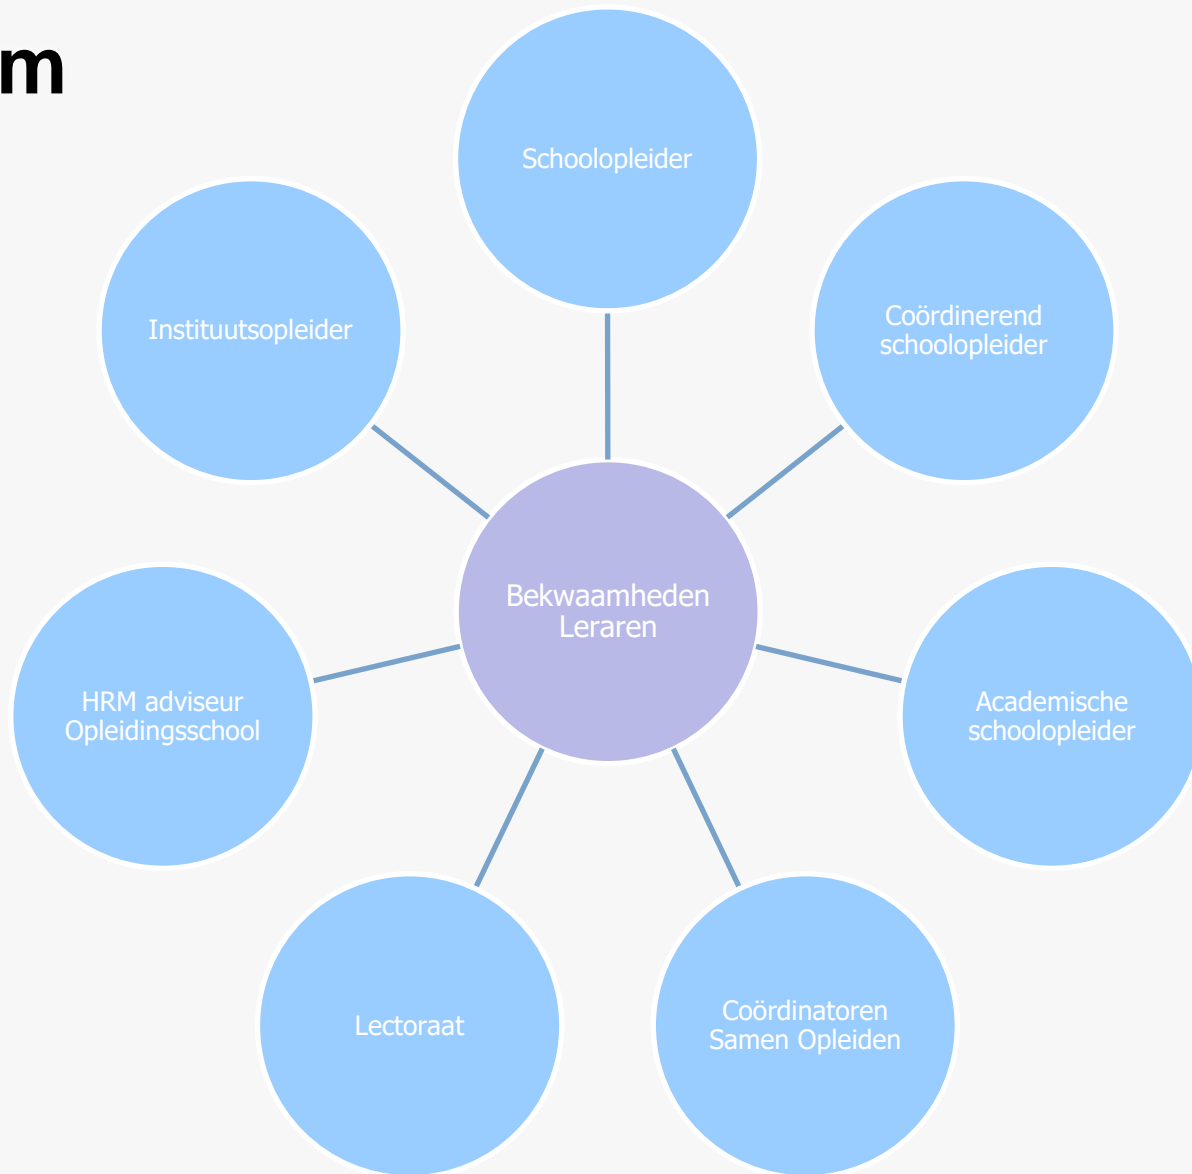 m
Schoolopleider
Coördinerend
schoolopleider
Academische
schoolopleider
Coördinatoren
Samen Opleiden
Lectoraat
HRM adviseur
Opleidingsschool
Instituutsopleider
Bekwaamheden
Leraren